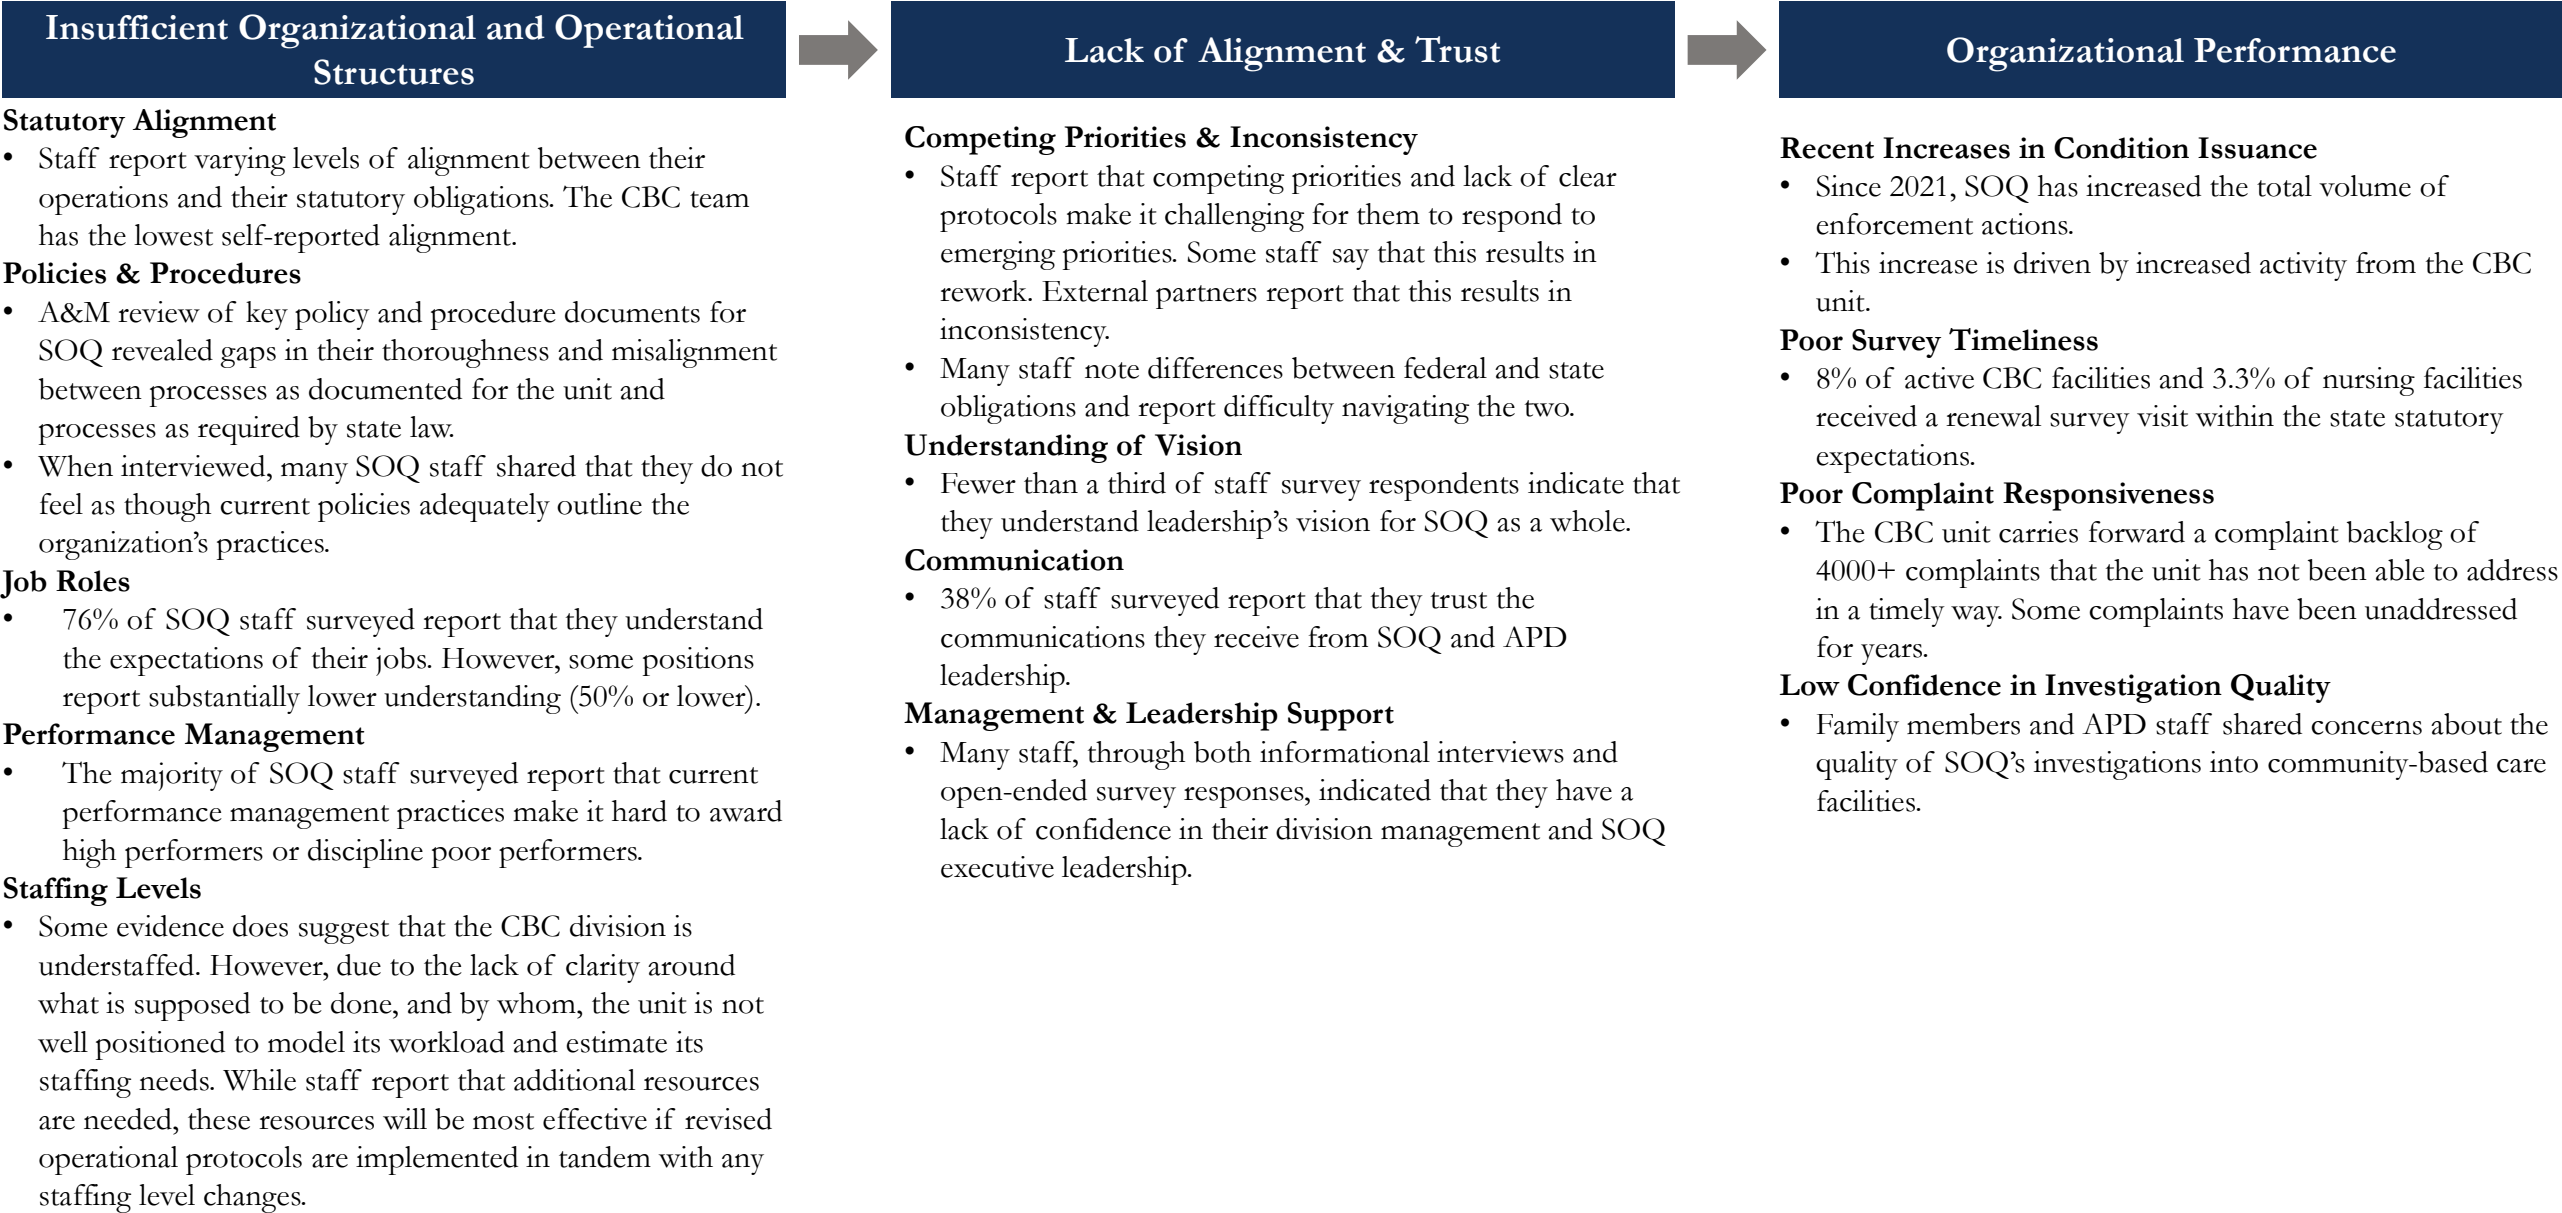 Insufficient Organizational and Operational
Structures
Statutory Alignment
• Staff report varying levels of alignment between their
operations and their statutory obligations. The CBC team
has the lowest self-reported alignment.
Policies & Procedures
• A&M review of key policy and procedure documents for
SOQ revealed gaps in their thoroughness and misalignment
between processes as documented for the unit and
processes as required by state law.
• When interviewed, many SOQ staff shared that they do not
feel as though current policies adequately outline the
organization’s practices.
Job Roles
• 76% of SOQ staff surveyed report that they understand
the expectations of their jobs. However, some positions
report substantially lower understanding (50% or lower).
Performance Management
• The majority of SOQ staff surveyed report that current
performance management practices make it hard to award
high performers or discipline poor performers.
Staffing Levels
• Some evidence does suggest that the CBC division is
understaffed. However, due to the lack of clarity around
what is supposed to be done, and by whom, the unit is not
well positioned to model its workload and estimate its
staffing needs. While staff report that additional resources
are needed, these resources will be most effective if revised
operational protocols are implemented in tandem with any
staffing level changes.
Lack of Alignment & Trust
Competing Priorities & Inconsistency
• Staff report that competing priorities and lack of clear
protocols make it challenging for them to respond to
emerging priorities. Some staff say that this results in
rework. External partners report that this results in
inconsistency.
• Many staff note differences between federal and state
obligations and report difficulty navigating the two.
Understanding of Vision
• Fewer than a third of staff survey respondents indicate that
they understand leadership’s vision for SOQ as a whole.
Communication
• 38% of staff surveyed report that they trust the
communications they receive from SOQ and APD
leadership.
Management & Leadership Support
• Many staff, through both informational interviews and
open-ended survey responses, indicated that they have a
lack of confidence in their division management and SOQ
executive leadership.
Organizational Performance
Recent Increases in Condition Issuance
• Since 2021, SOQ has increased the total volume of
enforcement actions.
• This increase is driven by increased activity from the CBC
unit.
Poor Survey Timeliness
• 8% of active CBC facilities and 3.3% of nursing facilities
received a renewal survey visit within the state statutory
expectations.
Poor Complaint Responsiveness
• The CBC unit carries forward a complaint backlog of
4000+ complaints that the unit has not been able to address
in a timely way. Some complaints have been unaddressed
for years.
Low Confidence in Investigation Quality
• Family members and APD staff shared concerns about the
quality of SOQ’s investigations into community-based care
facilities.